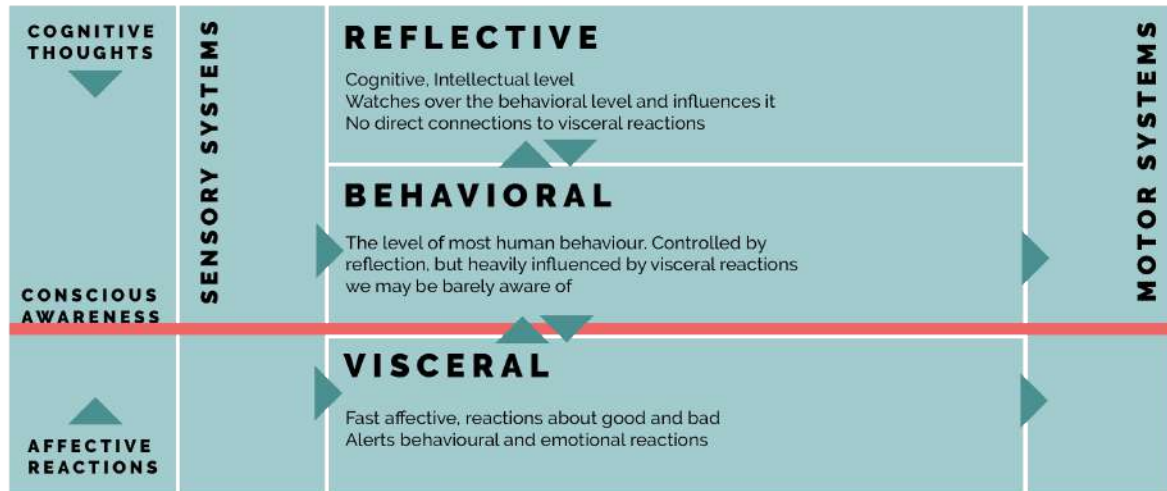 COGNITIVE
THOUGHTS
CONSCIOUS
AWARENESS
AFFECTIVE
REACTIONS
SENSORY SYSTEMS
REFLECTIVE
Cognitive, Intellectual level
Watches over the behavioral level and influences it
No direct connections to visceral reactions
BEHAVIORAL
The level of most human behaviour. Controlled by
reflection, but heavily influenced by visceral reactions
we may be barely aware of
VISCERAL
Fast affective, reactions about good and bad
Alerts behavioural and emotional reactions
MOTOR SYSTEMS